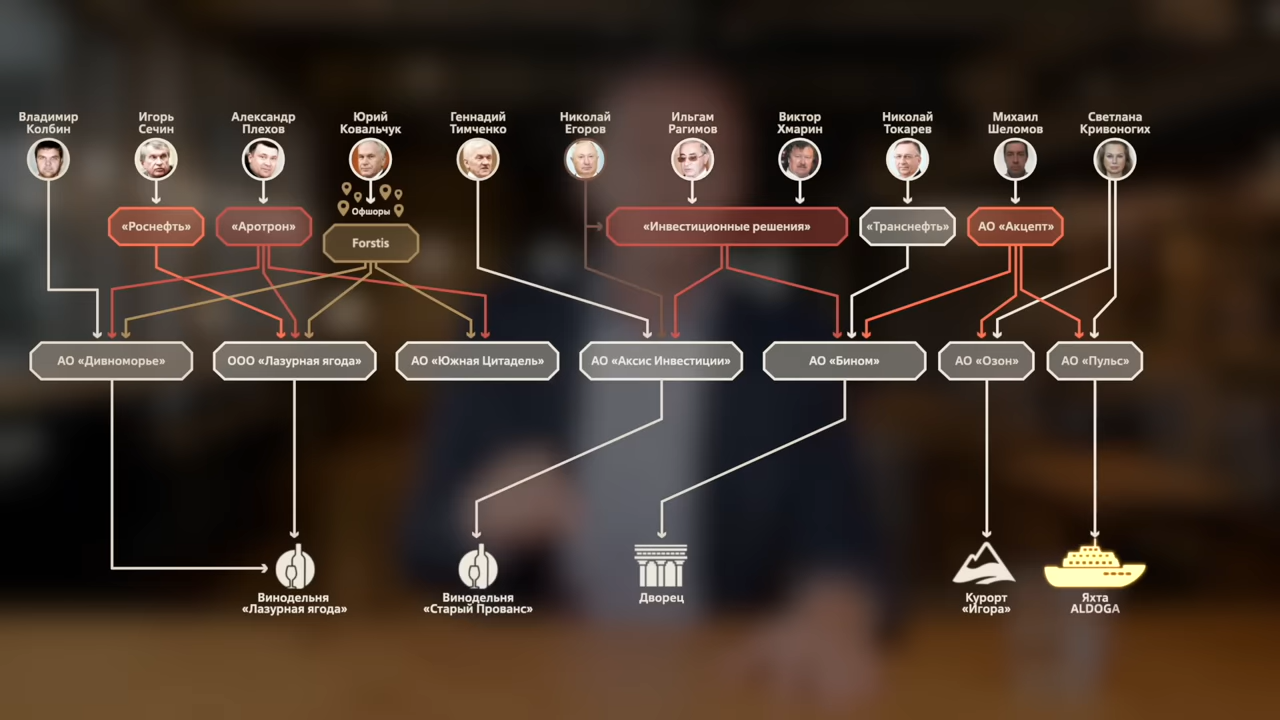 Владимир
Колбин
Игорь
Сечин
Александр
Плехов
Юрий
Ковальчук
Геннадий
Тимченко
Николай
Егоров
Ильгам
Рагимов
Виктор
Хмарин
Николай
Токарев
Михаил
Шеломов
Светлана
Кривоногих
Офшоры
«Роснефть»
«Аротрон»
Forstis
«Инвестиционные решения»
«Транснефть»
АО «Акцепт»
АО «Дивноморье»
ООО «Лазурная ягода»
АО «Южная Цитадель»
АО «Аксис Инвестиции»
АО «Бином»
АО «Озон»
АО «Пульс»
Винодельня
«Лазурная ягода»
Винодельня
«Старый Прованс»
Дворец
Курорт
«Игора»
Яхта
ALDOGA